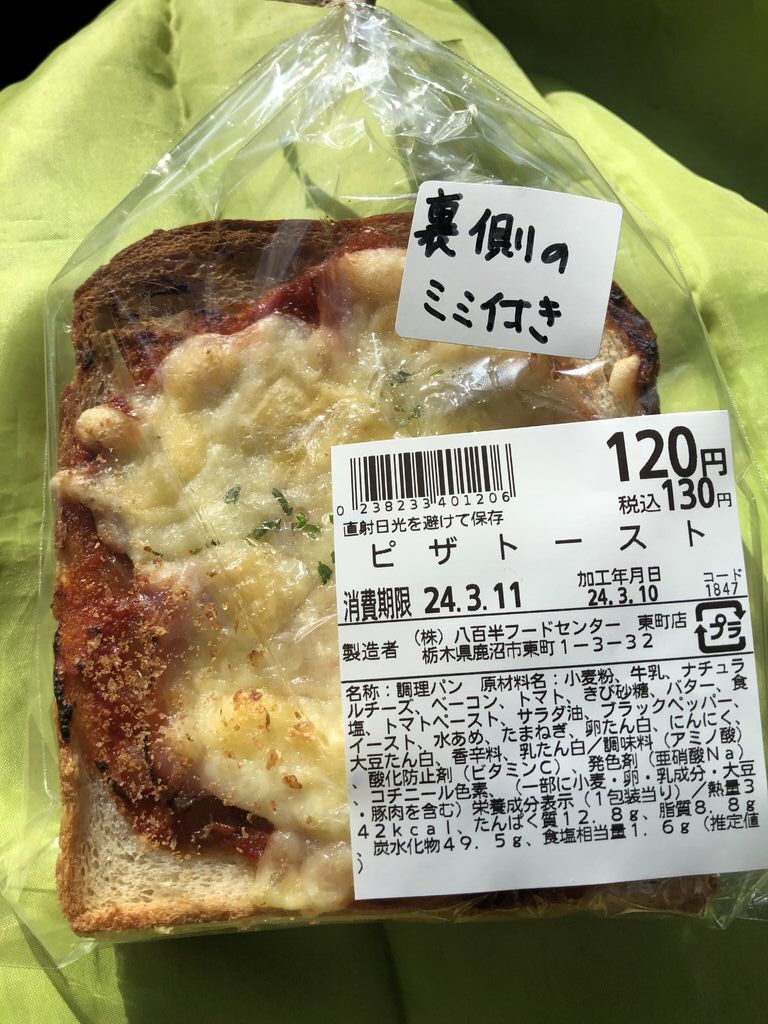 裏側の
ミミ付き
120円
税込130円
0 238233 401206
直射日光を避けて保存
ピザトースト
消費期限 24.3.11
加工年月日
24.3.10
コード
1847
製造者 (株)八百半フードセンター 東町店
栃木県鹿沼市東町1-3-32
プラ
名称:調理パン 原材料名:小麦粉、牛乳、ナチュラ
ルチーズ、ベーコン、トマト、きび砂糖、バター、食
塩、トマトペースト、サラダ油、ブラックペッパー、
イースト、水あめ、たまねぎ、卵たん白、にんにく、
大豆たん白、香辛料、乳たん白/調味料(アミノ酸)
、酸化防止剤(ビタミンC)、発色剤(亜硝酸Na)
、コチニール色素、(一部に小麦・卵・乳成分・大豆
・豚肉を含む)栄養成分表示(1包装当り)/熱量3
42kcal、たんぱく質12.8g、脂質8.8g
、炭水化物49.5g、食塩相当量1.6g(推定値
)